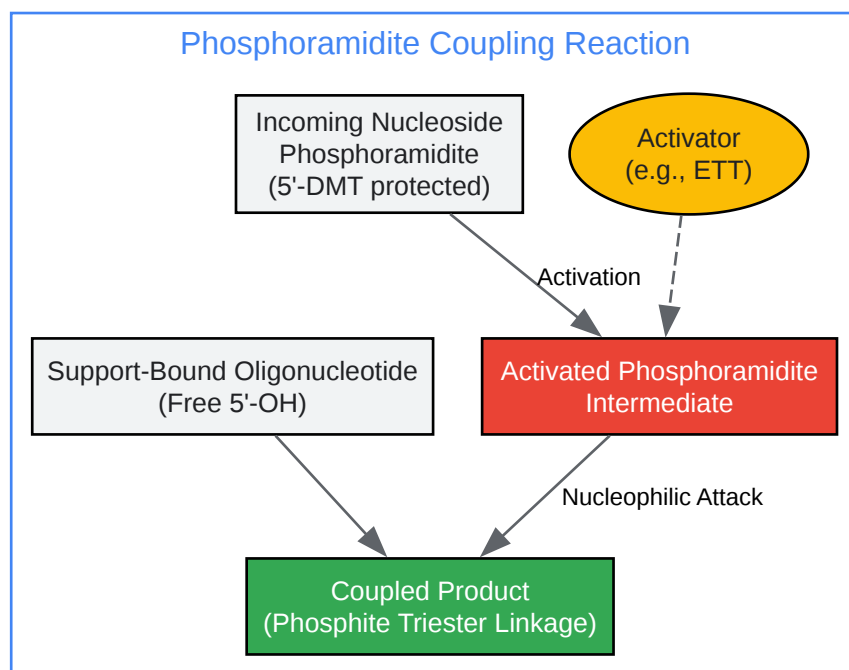 Phosphoramidite Coupling Reaction
Incoming Nucleoside
Phosphoramidite
(5'-DMT protected)
Activator
(e.g., ETT)
Activation
Support-Bound Oligonucleotide
(Free 5'-OH)
Activated Phosphoramidite
Intermediate
Nucleophilic Attack
Coupled Product
(Phosphite Triester Linkage)